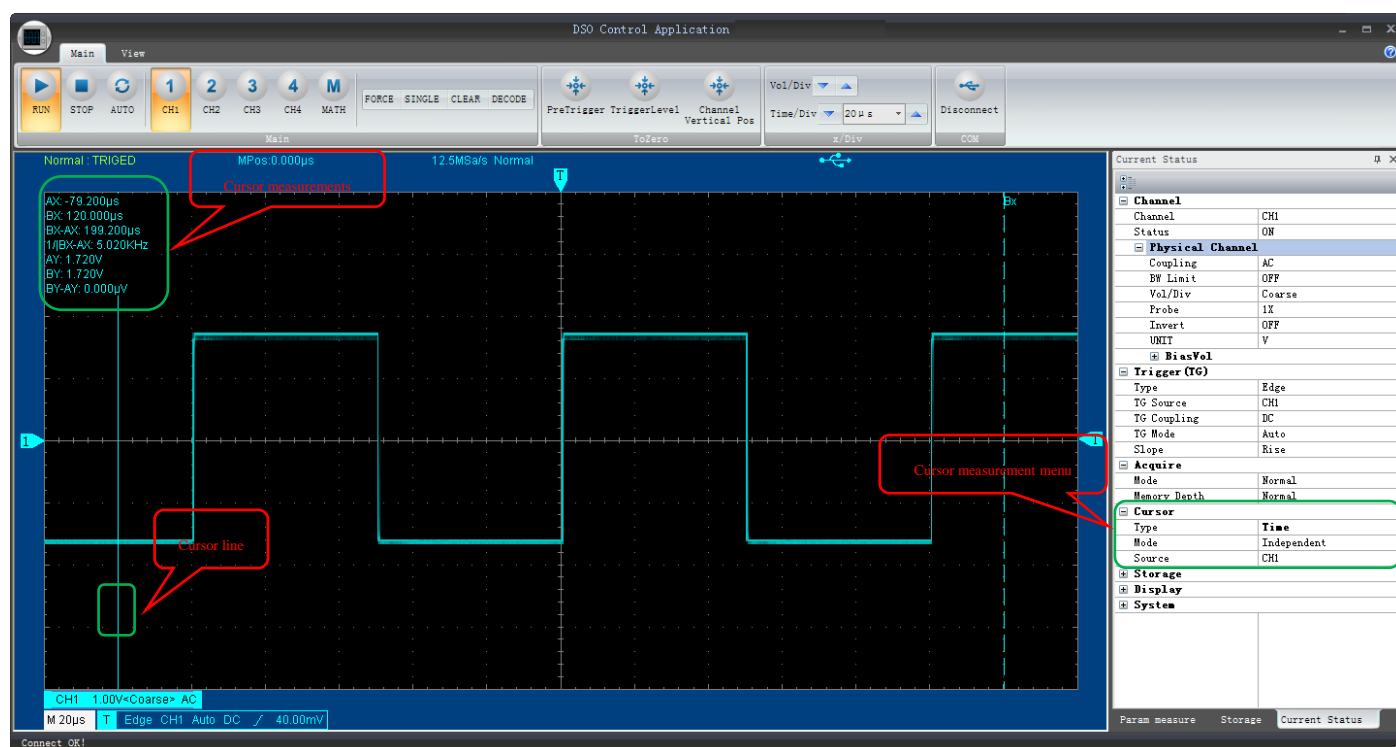 DSO Control Application
Main View
RUN STOP AUTO CH1 CH2 CH3 CH4 MATH FORCE SINGLE CLEAR DECODE
1 2 3 4 M
Main
PreTrigger TriggerLevel Channel Vertical Pos
ToZero
Vol/Div
Time/Div 20μs
x/Div
Disconnect
COM
Normal : TRIGED MPos:0.000μs 12.5MSa/s Normal
T
Cursor measurements
AX: -79.200μs
BX: 120.000μs
BX-AX: 199.200μs
1/|BX-AX: 5.020KHz
AY: 1.720V
BY: 1.720V
BY-AY: 0.000μV
Bx
1
T
Cursor measurement menu
Cursor line
CH1 1.00V<Coarse> AC
M 20μs T Edge CH1 Auto DC 40.00mV
Connect OK!
Current Status
Channel
Channel CH1
Status ON
Physical Channel
Coupling AC
BW Limit OFF
Vol/Div Coarse
Probe 1X
Invert OFF
UNIT V
BiasVol
Trigger(TG)
Type Edge
TG Source CH1
TG Coupling DC
TG Mode Auto
Slope Rise
Acquire
Mode Normal
Memory Depth Normal
Cursor
Type Time
Mode Independent
Source CH1
Storage
Display
System
Param measure Storage Current Status